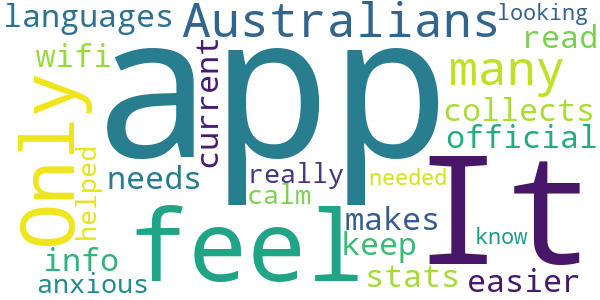 languages
Australians
looking
read
wifi
app
current
many
Only
collects
official
It
helped
needs
really
needed
calm
feel
makes
know
keep
info
stats
easier
anxious